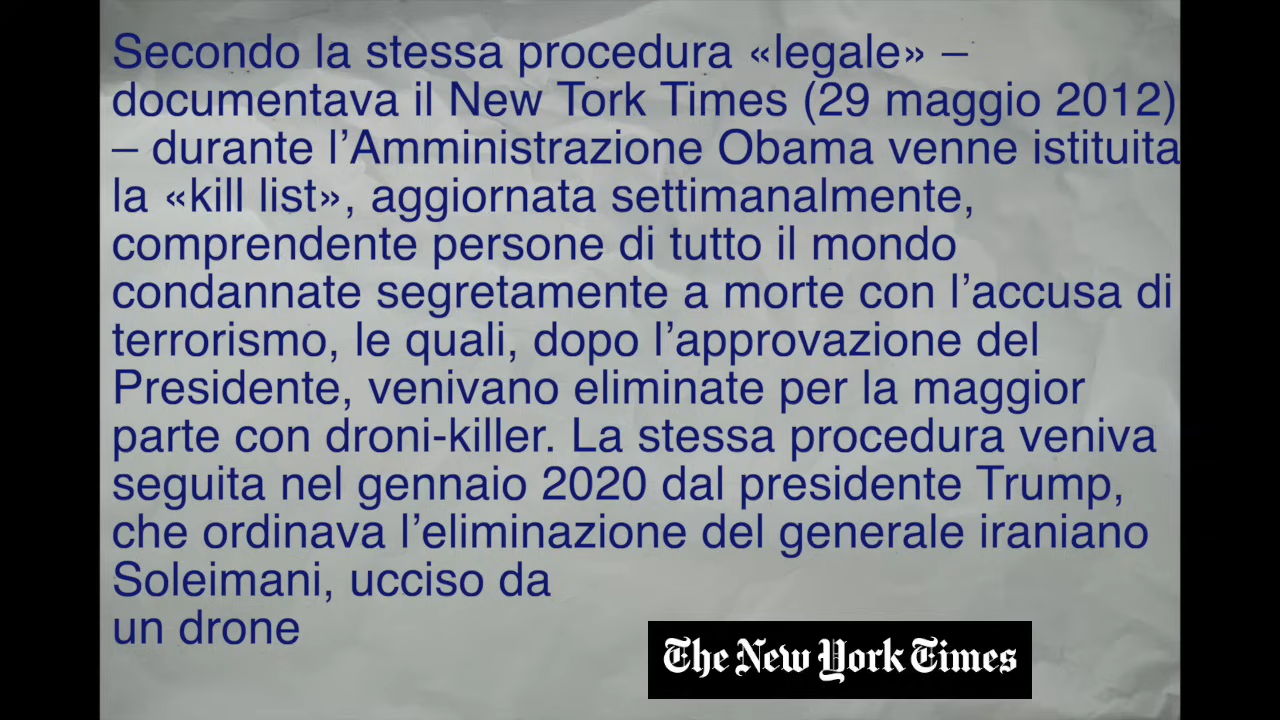 Secondo la stessa procedura «legale» –
documentava il New Tork Times (29 maggio 2012)
– durante l’Amministrazione Obama venne istituita
la «kill list», aggiornata settimanalmente,
comprendente persone di tutto il mondo
condannate segretamente a morte con l’accusa di
terrorismo, le quali, dopo l’approvazione del
Presidente, venivano eliminate per la maggior
parte con droni-killer. La stessa procedura veniva
seguita nel gennaio 2020 dal presidente Trump,
che ordinava l’eliminazione del generale iraniano
Soleimani, ucciso da
un drone
The New York Times